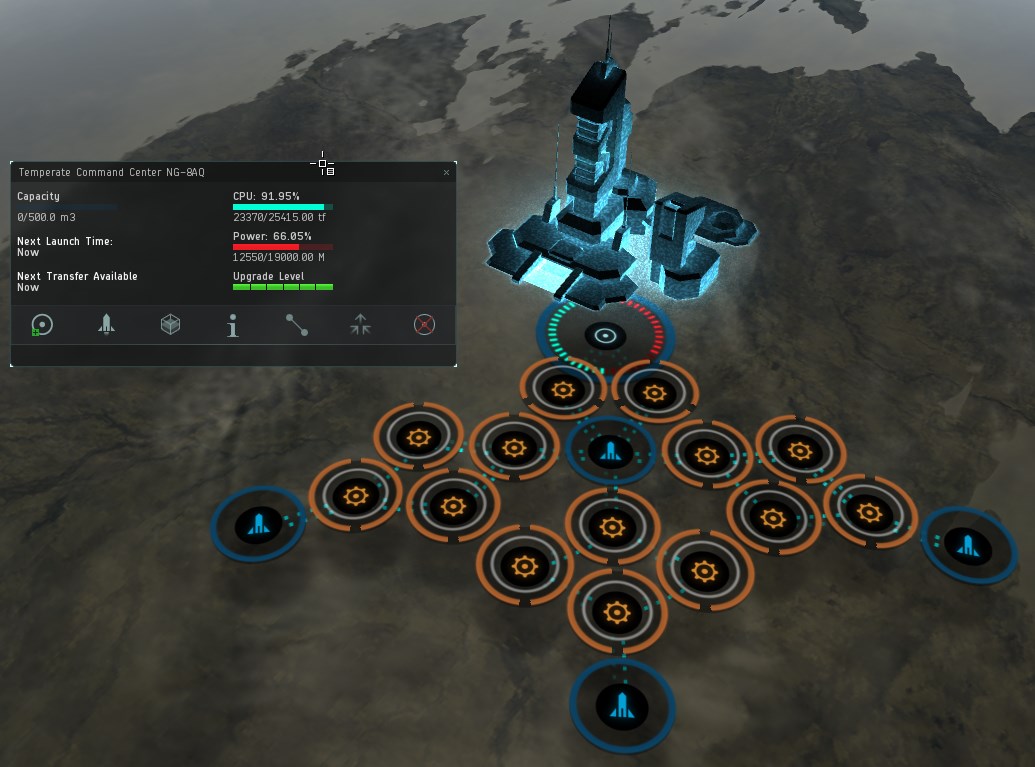 Temperate Command Center NG-8AQ
Capacity
0/500.0 m3
Next Launch Time:
Now
Next Transfer Available
Now
CPU: 91.95%
23370/25415.00 tf
Power: 66.05%
12550/19000.00 M
Upgrade Level